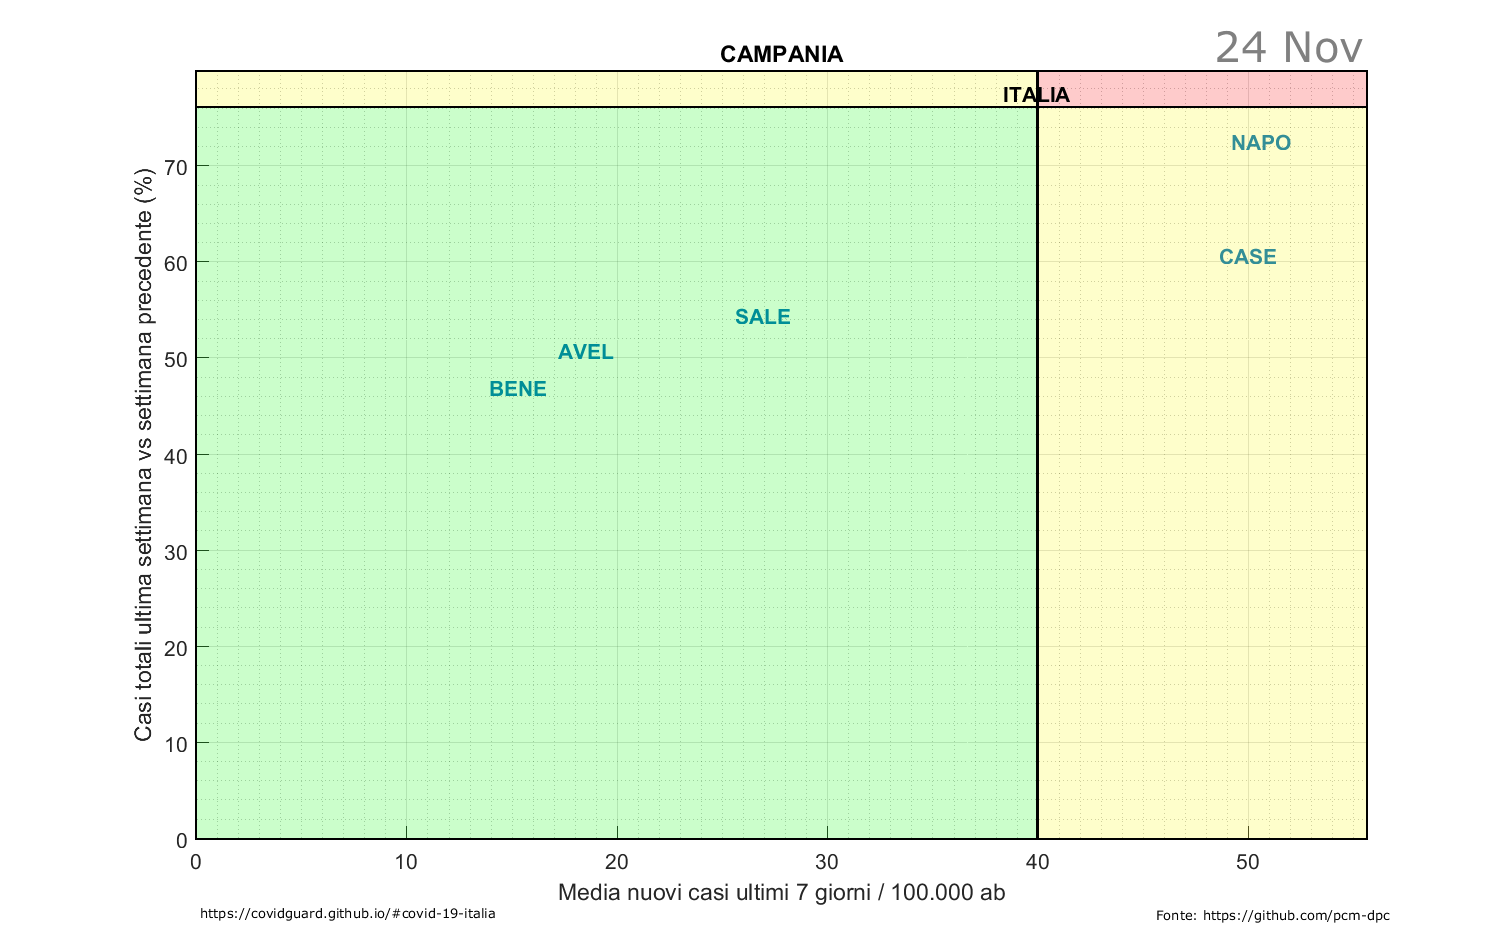 24 Nov
CAMPANIA
ITALIA
NAPO
CASE
SALE
AVEL
BENE
Casi totali ultima settimana vs settimana precedente (%)
70
60
50
40
30
20
10
0
0 10 20 30 40 50
Media nuovi casi ultimi 7 giorni / 100.000 ab
https://covidguard.github.io/#covid-19-italia
Fonte: https://github.com/pcm-dpc